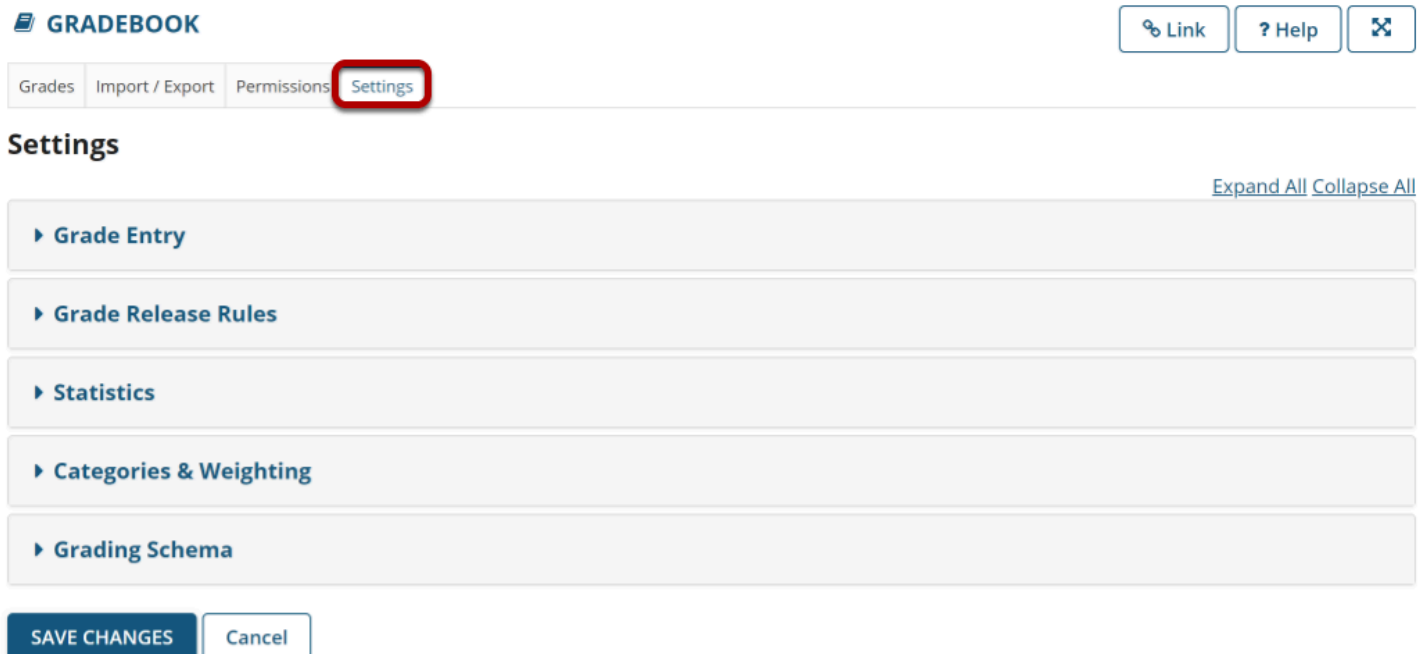 GRADEBOOK
Link
? Help
Grades Import / Export Permissions Settings
Settings
Expand All Collapse All
Grade Entry
Grade Release Rules
Statistics
Categories & Weighting
Grading Schema
SAVE CHANGES Cancel